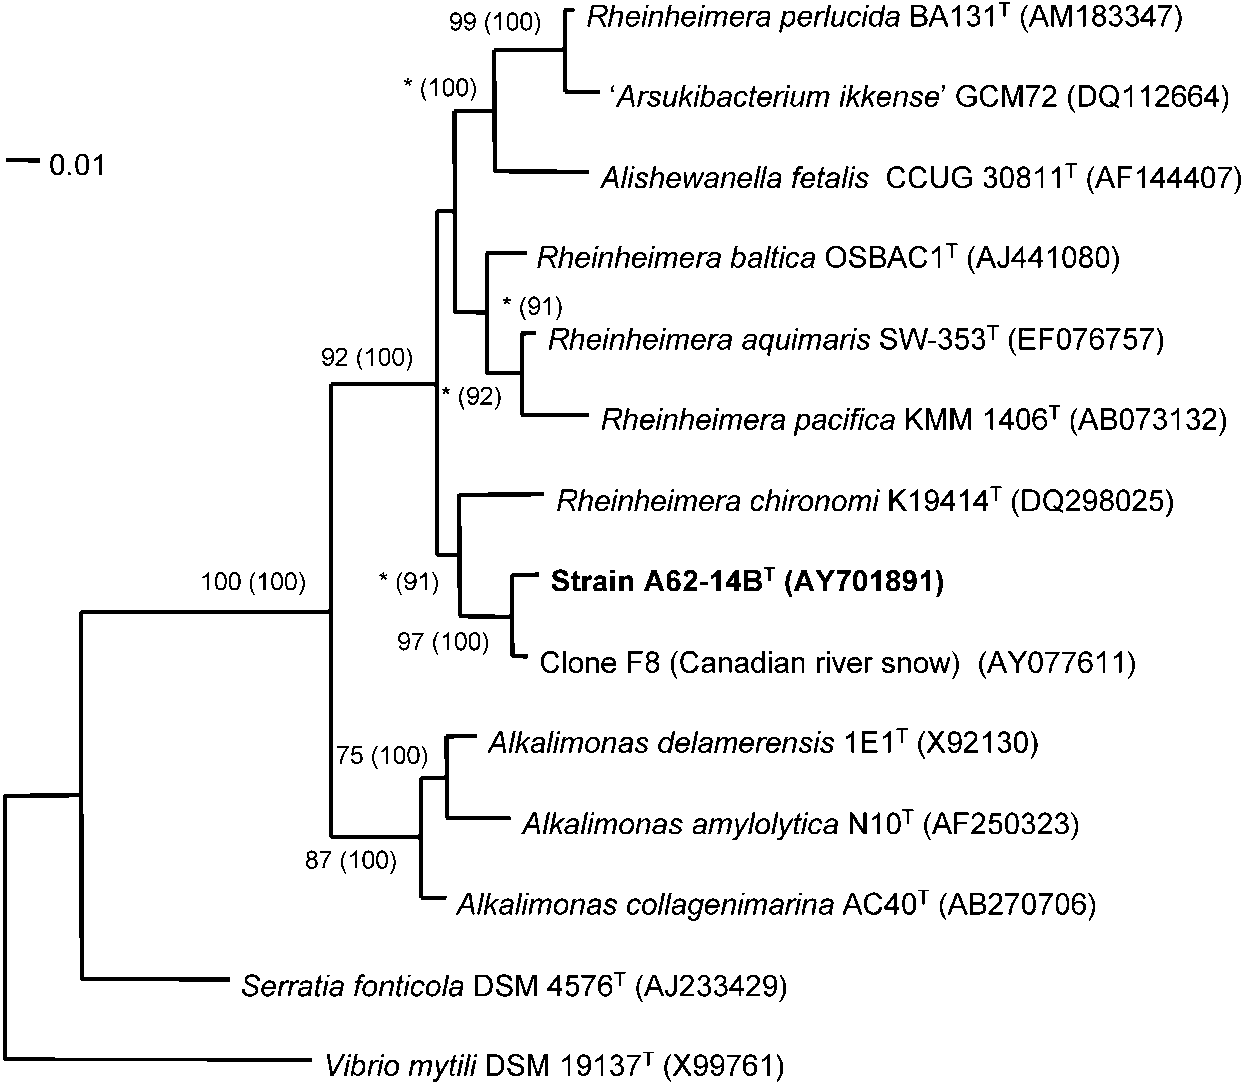 99 (100)
Rheinheimera perlucida BA131ᵀ (AM183347)
* (100)
‘Arsukibacterium ikkense’ GCM72 (DQ112664)
0.01
Alishewanella fetalis CCUG 30811ᵀ (AF144407)
Rheinheimera baltica OSBAC1ᵀ (AJ441080)
* (91)
Rheinheimera aquimaris SW-353ᵀ (EF076757)
92 (100)
* (92)
Rheinheimera pacifica KMM 1406ᵀ (AB073132)
Rheinheimera chironomi K19414ᵀ (DQ298025)
100 (100)
* (91)
Strain A62-14Bᵀ (AY701891)
97 (100)
Clone F8 (Canadian river snow) (AY077611)
75 (100)
Alkalimonas delamerensis 1E1ᵀ (X92130)
Alkalimonas amylolytica N10ᵀ (AF250323)
87 (100)
Alkalimonas collagenimarina AC40ᵀ (AB270706)
Serratia fonticola DSM 4576ᵀ (AJ233429)
Vibrio mytili DSM 19137ᵀ (X99761)